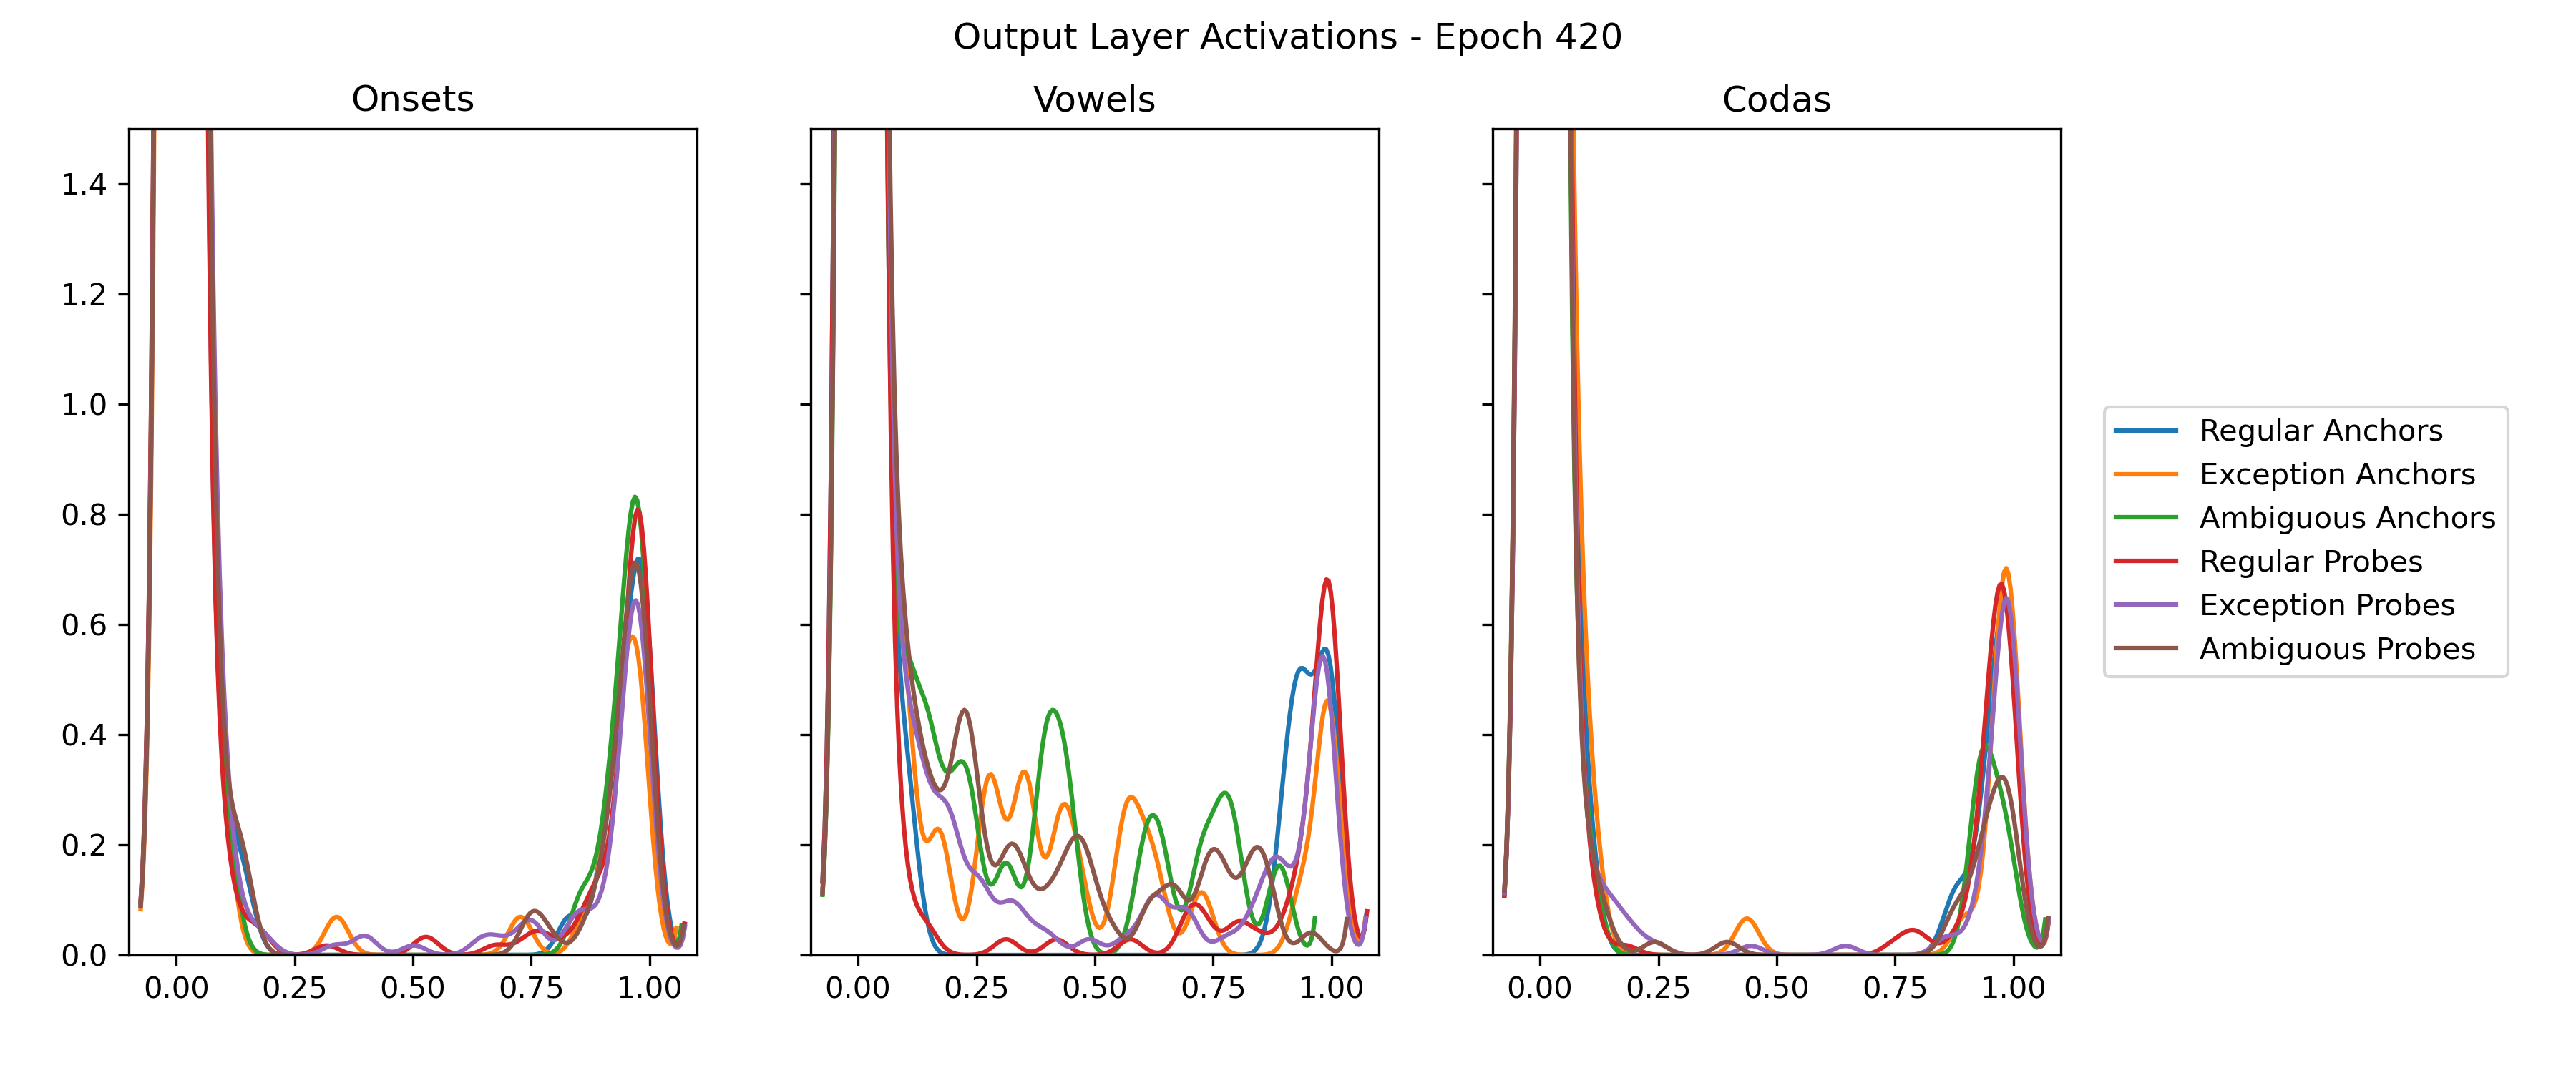 Output Layer Activations - Epoch 420
Onsets
Vowels
Codas
1.4
1.2
1.0
0.8
0.6
0.4
0.2
0.0
0.00 0.25 0.50 0.75 1.00
0.00 0.25 0.50 0.75 1.00
0.00 0.25 0.50 0.75 1.00
Regular Anchors
Exception Anchors
Ambiguous Anchors
Regular Probes
Exception Probes
Ambiguous Probes